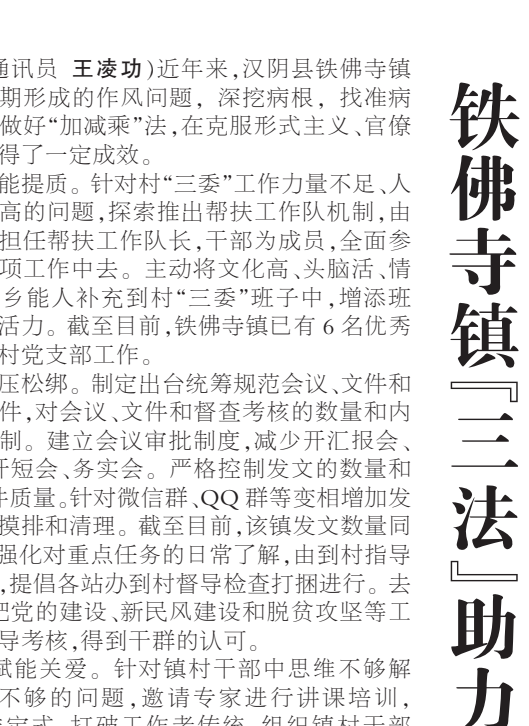 铁佛寺镇『三法』助力
通讯员 王凌功)近年来,汉阴县铁佛寺镇
期形成的作风问题，深挖病根，找准病
做好“加减乘”法,在克服形式主义、官僚
得了一定成效。
能提质。针对村“三委”工作力量不足、人
高的问题,探索推出帮扶工作队机制,由
担任帮扶工作队长,干部为成员,全面参
项工作中去。主动将文化高、头脑活、情
乡能人补充到村“三委”班子中,增添班
活力。截至目前,铁佛寺镇已有 6 名优秀
村党支部工作。
压松绑。制定出台统筹规范会议、文件和
件,对会议、文件和督查考核的数量和内
制。建立会议审批制度,减少开汇报会、
开短会、务实会。严格控制发文的数量和
件质量。针对微信群、QQ 群等变相增加发
摸排和清理。截至目前,该镇发文数量同
强化对重点任务的日常了解,由到村指导
,提倡各站办到村督导检查打捆进行。去
把党的建设、新民风建设和脱贫攻坚等工
导考核,得到干群的认可。
赋能关爱。针对镇村干部中思维不够解
不够的问题,邀请专家进行讲课培训,
定式,打破工作老传统,组织镇村干部